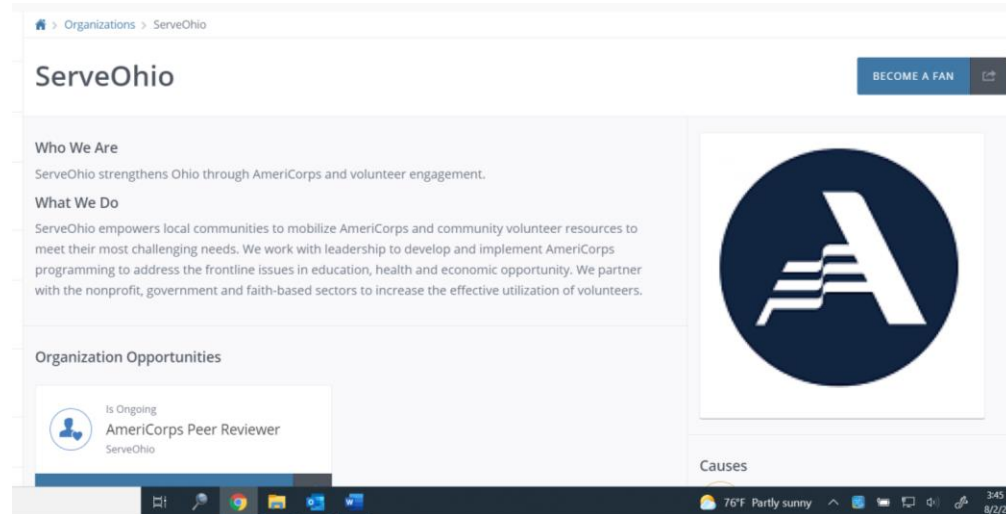 > Organizations > ServeOhio
ServeOhio
BECOME A FAN
Who We Are
ServeOhio strengthens Ohio through AmeriCorps and volunteer engagement.
What We Do
ServeOhio empowers local communities to mobilize AmeriCorps and community volunteer resources to
meet their most challenging needs. We work with leadership to develop and implement AmeriCorps
programming to address the frontline issues in education, health and economic opportunity. We partner
with the nonprofit, government and faith-based sectors to increase the effective utilization of volunteers.
Organization Opportunities
Is Ongoing
AmeriCorps Peer Reviewer
ServeOhio
Causes
76°F Partly sunny
3:45
8/2/2